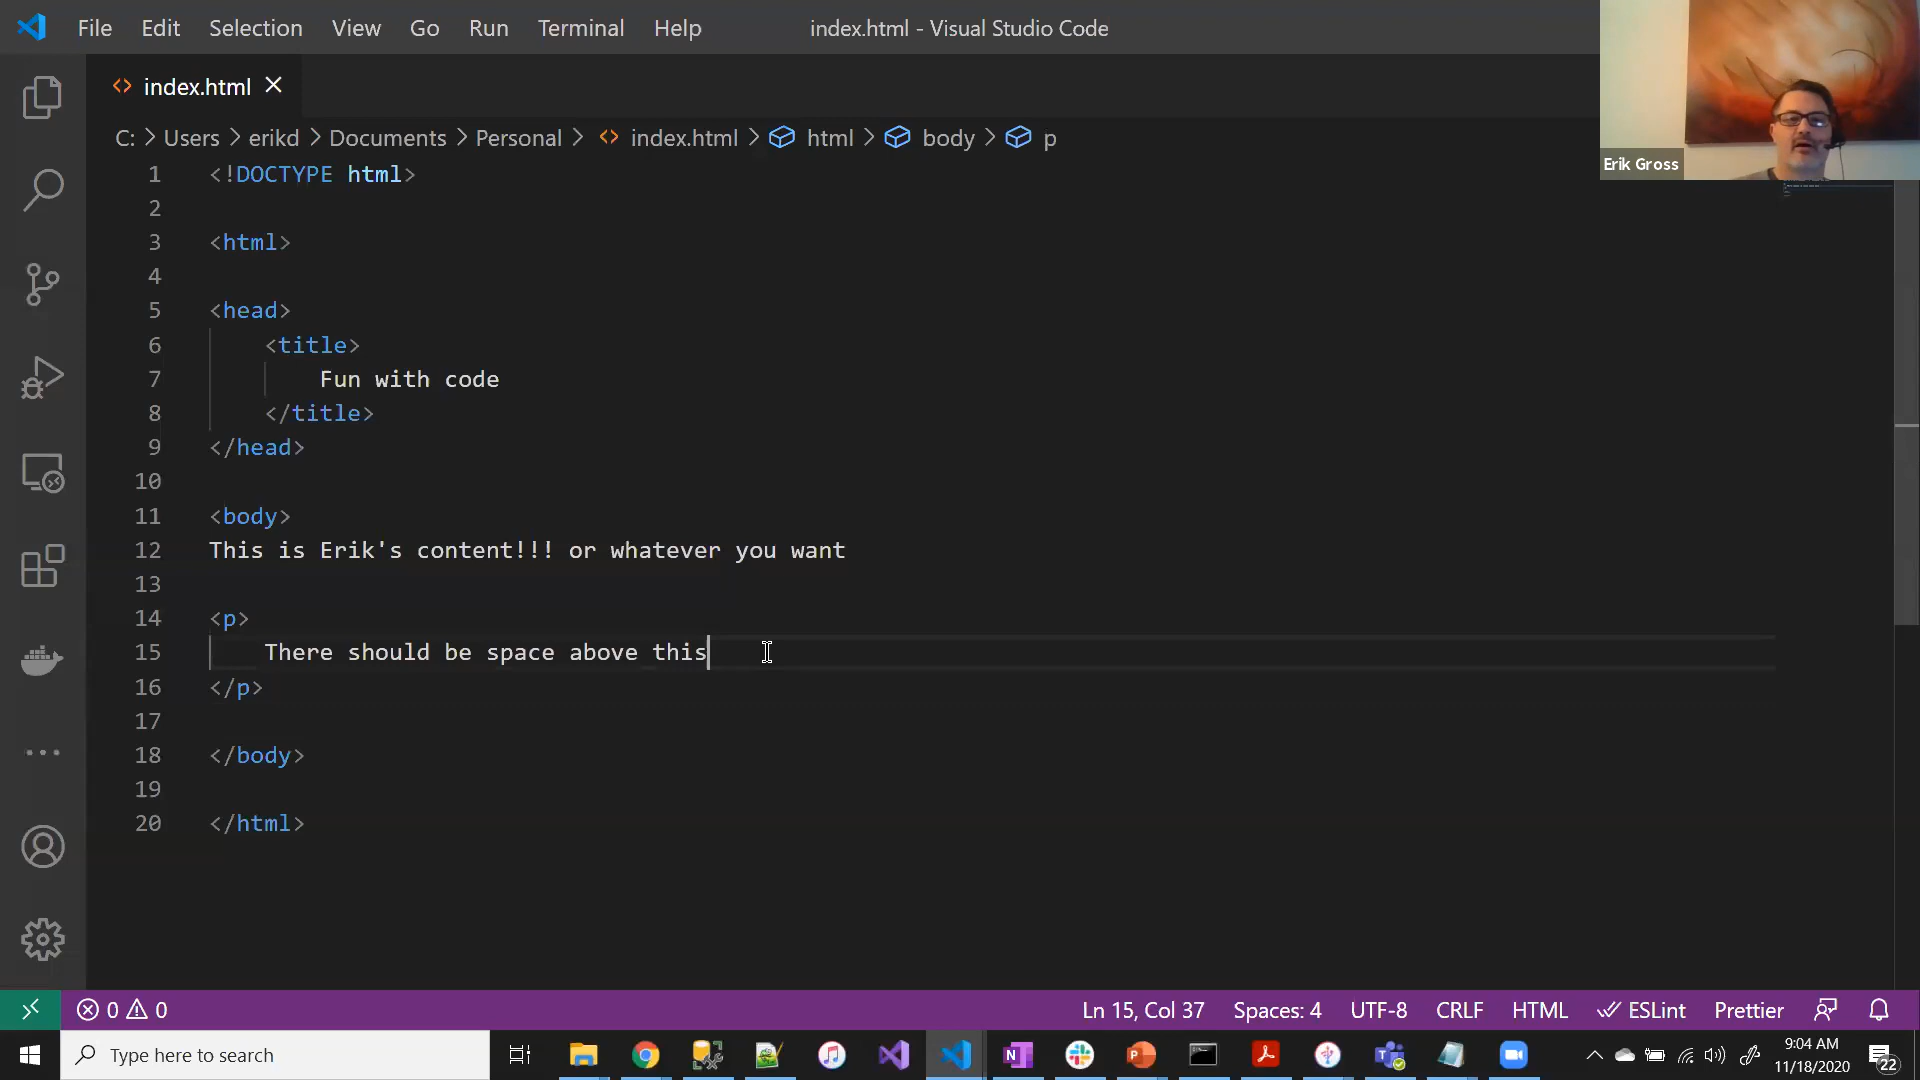 File Edit Selection View Go Run Terminal Help index.html - Visual Studio Code
index.html
C: > Users > erikd > Documents > Personal > index.html > html > body > p
Erik Gross
1 <!DOCTYPE html>
2
3 <html>
4
5 <head>
6 <title>
7 Fun with code
8 </title>
9 </head>
10
11 <body>
12 This is Erik's content!!! or whatever you want
13
14 <p>
15 There should be space above this
16 </p>
17
18 </body>
19
20 </html>
0 0 Ln 15, Col 37 Spaces: 4 UTF-8 CRLF HTML ESLint Prettier
Type here to search
9:04 AM
11/18/2020
22